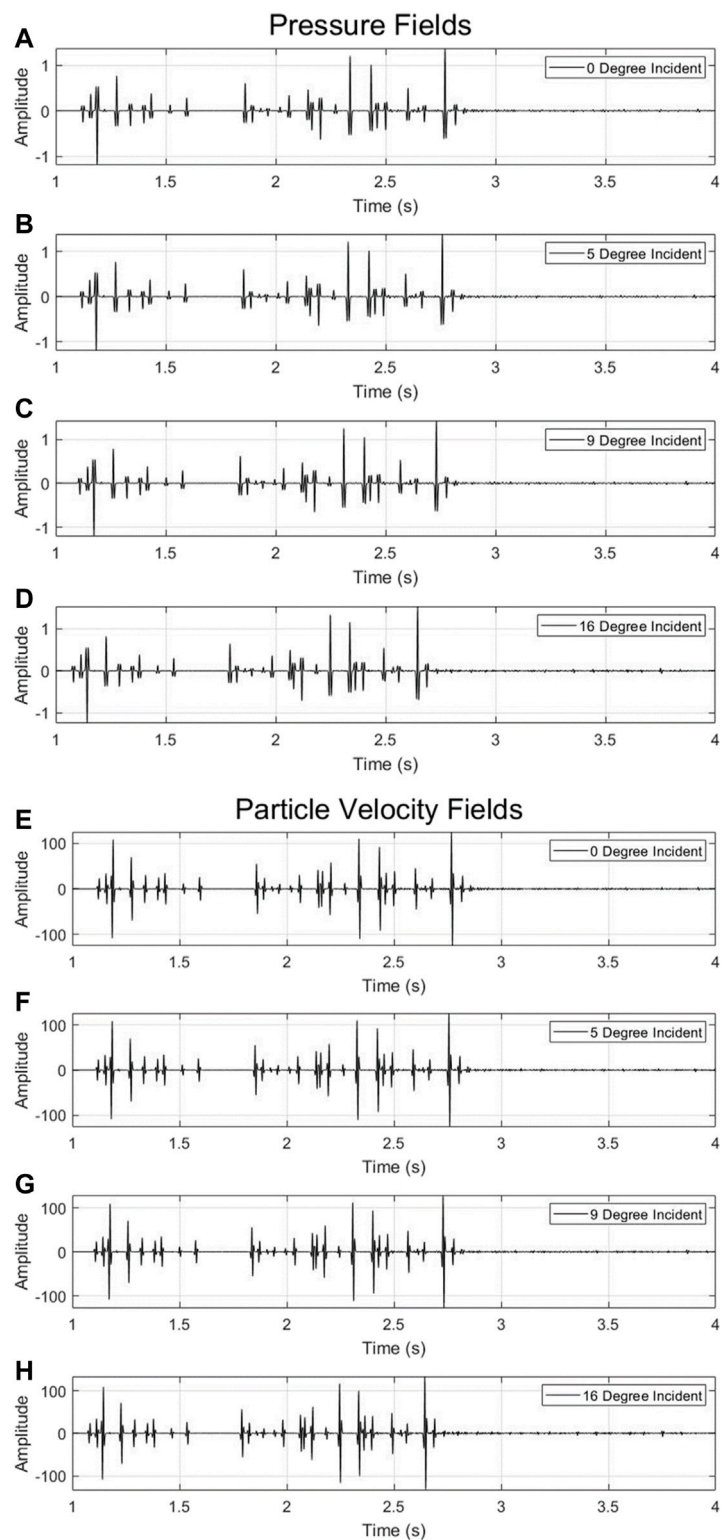 Pressure Fields
A
1
0
-1
Amplitude
0 Degree Incident
1 1.5 2 2.5 3 3.5 4
Time (s)
B
1
0
-1
Amplitude
5 Degree Incident
1 1.5 2 2.5 3 3.5 4
Time (s)
C
1
0
-1
Amplitude
9 Degree Incident
1 1.5 2 2.5 3 3.5 4
Time (s)
D
1
0
-1
Amplitude
16 Degree Incident
1 1.5 2 2.5 3 3.5 4
Time (s)
Particle Velocity Fields
E
100
0
-100
Amplitude
0 Degree Incident
1 1.5 2 2.5 3 3.5 4
Time (s)
F
100
0
-100
Amplitude
5 Degree Incident
1 1.5 2 2.5 3 3.5 4
Time (s)
G
100
0
-100
Amplitude
9 Degree Incident
1 1.5 2 2.5 3 3.5 4
Time (s)
H
100
0
-100
Amplitude
16 Degree Incident
1 1.5 2 2.5 3 3.5 4
Time (s)